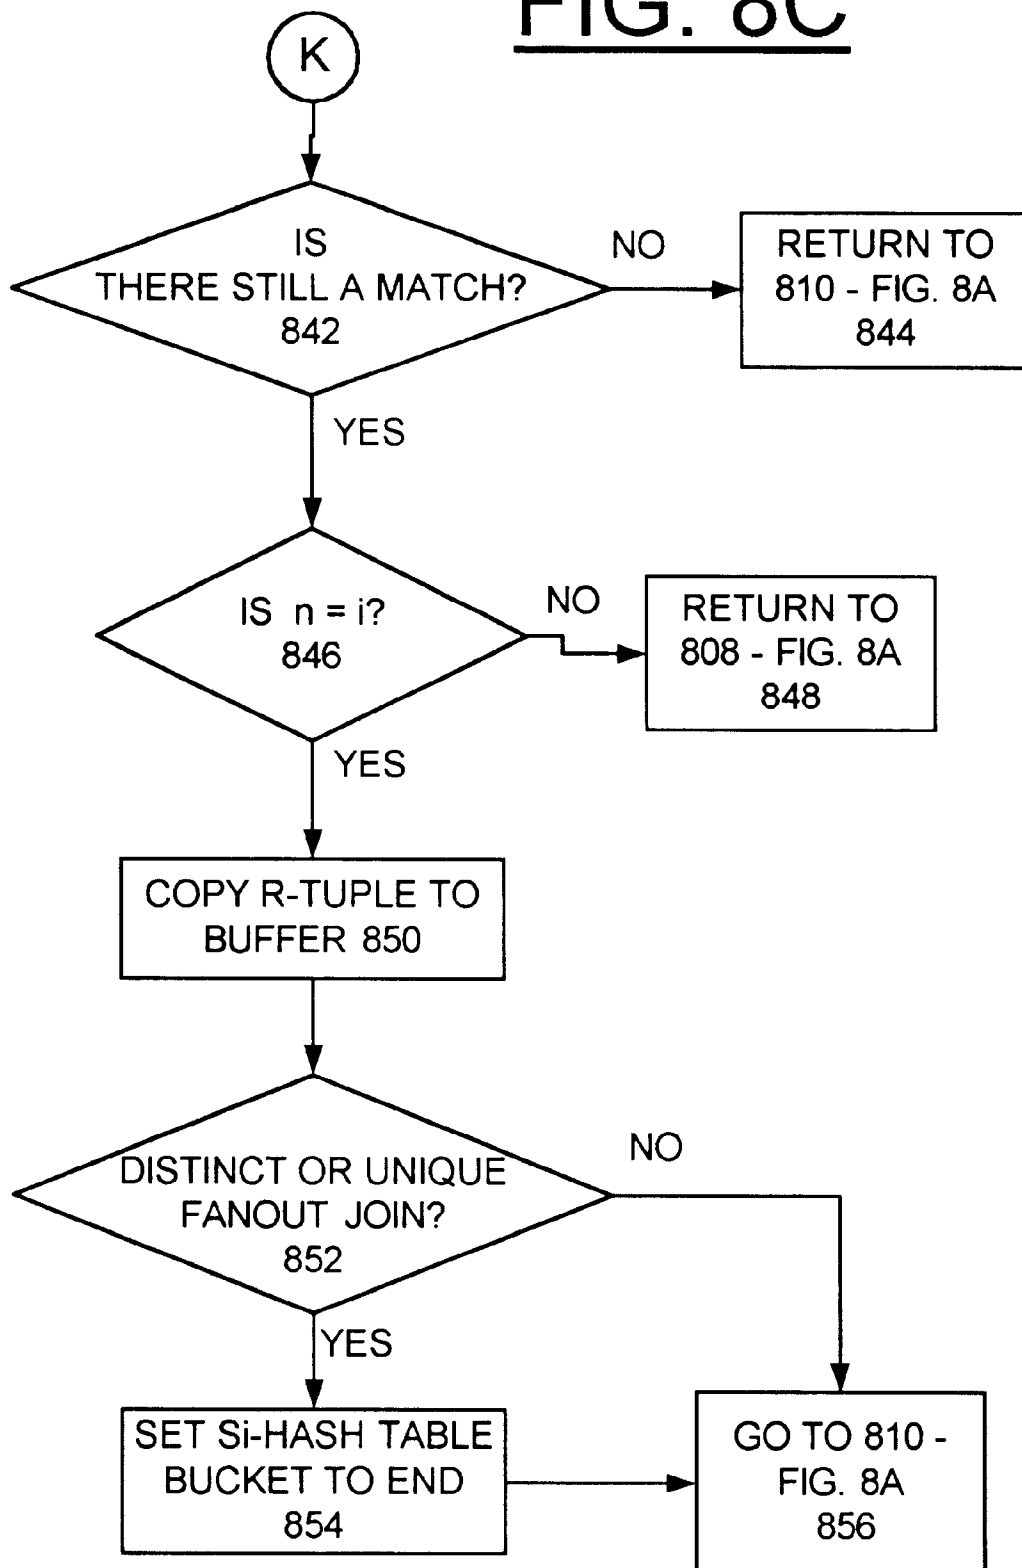 FIG. 8C
K
IS
THERE STILL A MATCH?
842
NO
RETURN TO
810 - FIG. 8A
844
YES
IS n = i?
846
NO
RETURN TO
808 - FIG. 8A
848
YES
COPY R-TUPLE TO
BUFFER 850
DISTINCT OR UNIQUE
FANOUT JOIN?
852
NO
YES
SET Si-HASH TABLE
BUCKET TO END
854
GO TO 810 -
FIG. 8A
856